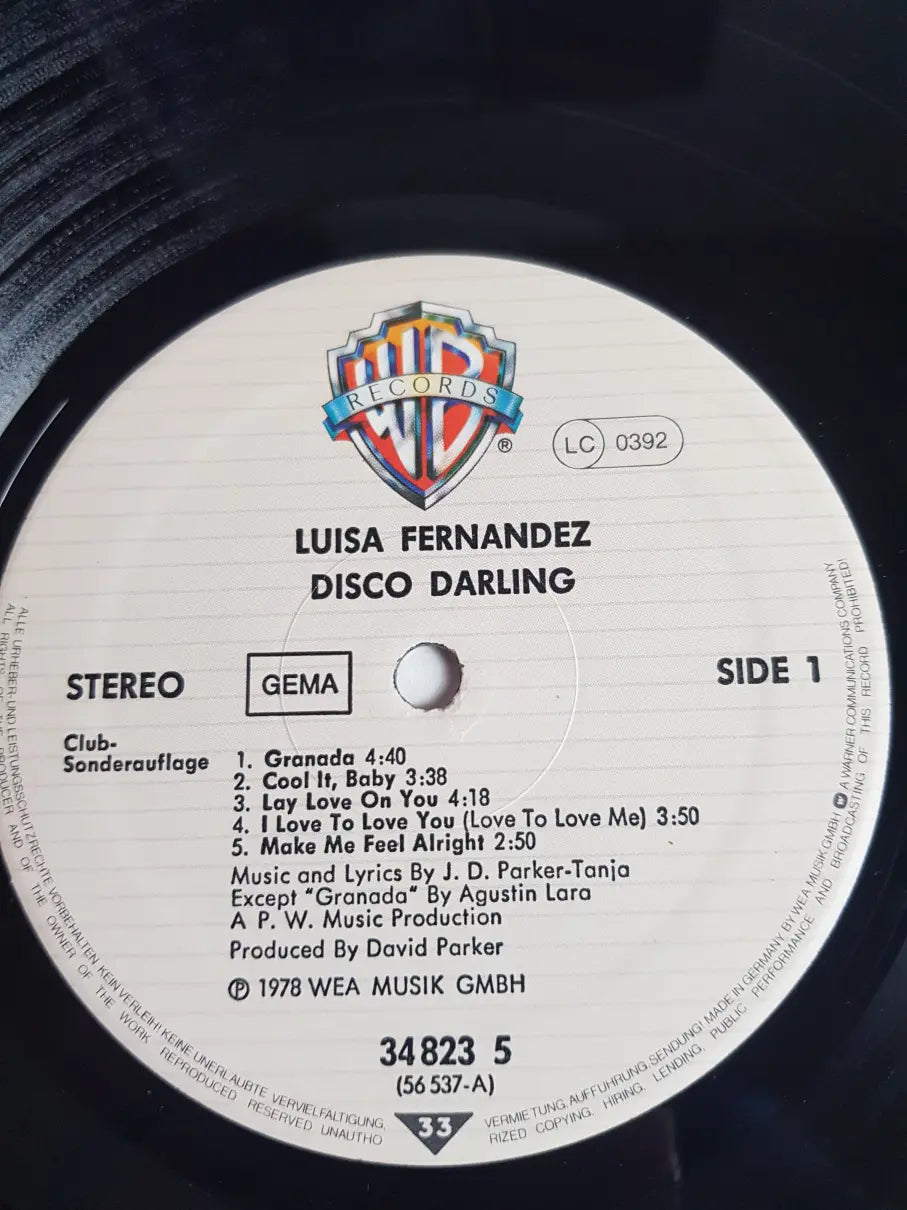 WB
RECORDS
®
LC 0392
LUISA FERNANDEZ
DISCO DARLING
STEREO
GEMA
SIDE 1
Club-
Sonderauflage
1. Granada 4:40
2. Cool It, Baby 3:38
3. Lay Love On You 4:18
4. I Love To Love You (Love To Love Me) 3:50
5. Make Me Feel Alright 2:50
Music and Lyrics By J. D. Parker-Tanja
Except "Granada" By Agustin Lara
A P. W. Music Production
Produced By David Parker
℗ 1978 WEA MUSIK GMBH
34 823 5
(56 537-A)
33
ALLE URHEBER- UND LEISTUNGSSCHUTZRECHTE VORBEHALTEN KEIN VERLEIH! KEINE UNERLAUBTE VERVIELFÄLTIGUNG,
VERMIETUNG, AUFFÜHRUNG, SENDUNG! MADE IN GERMANY BY WEA MUSIK GMBH A WARNER COMMUNICATIONS COMPANY
ALL RIGHTS OF THE PRODUCER AND OF THE OWNER OF THE WORK REPRODUCED RESERVED UNAUTHO
RIZED COPYING, HIRING, LENDING, PUBLIC PERFORMANCE AND BROADCASTING OF THIS RECORD PROHIBITED!